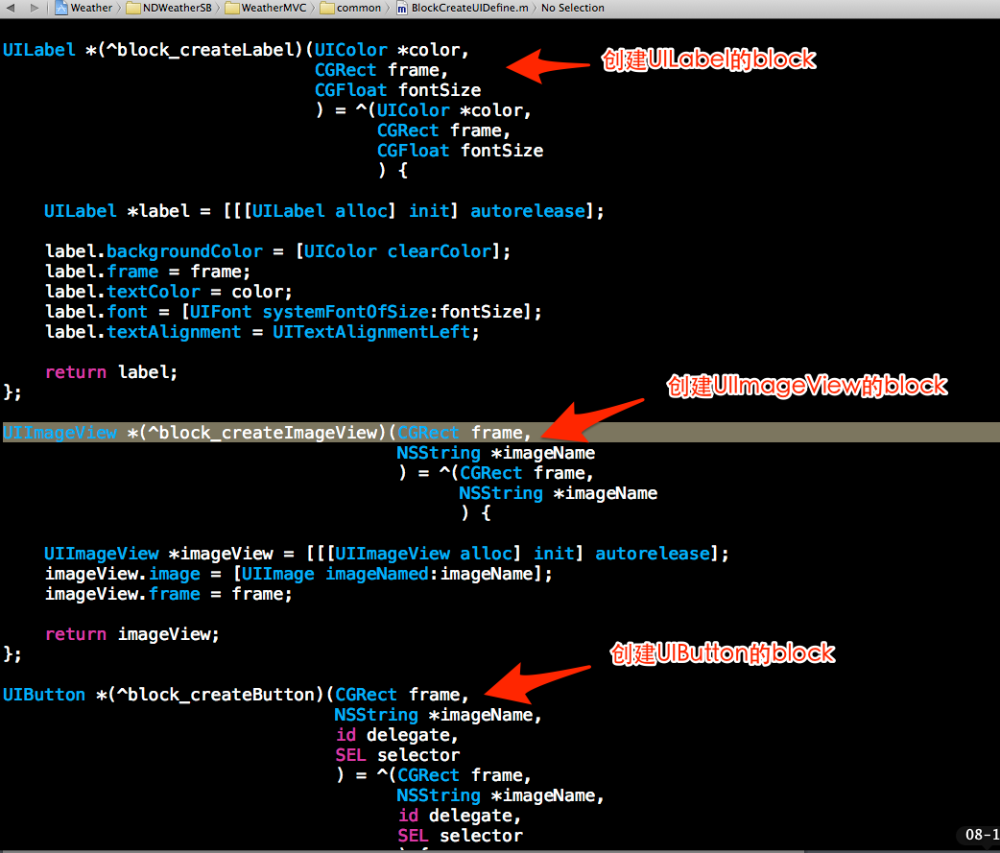 Weather NDWeatherSB WeatherMVC common BlockCreateUIDefine.m No Selection
UILabel *(^block_createLabel)(UIColor *color,
创建UILabel的block
CGRect frame,
CGFloat fontSize
) = ^(UIColor *color,
CGRect frame,
CGFloat fontSize
) {
UILabel *label = [[[UILabel alloc] init] autorelease];
label.backgroundColor = [UIColor clearColor];
label.frame = frame;
label.textColor = color;
label.font = [UIFont systemFontOfSize:fontSize];
label.textAlignment = UITextAlignmentLeft;
return label;
};
创建UIImageView的block
UIImageView *(^block_createImageView)(CGRect frame,
NSString *imageName
) = ^(CGRect frame,
NSString *imageName
) {
UIImageView *imageView = [[[UIImageView alloc] init] autorelease];
imageView.image = [UIImage imageNamed:imageName];
imageView.frame = frame;
return imageView;
};
创建UIButton的block
UIButton *(^block_createButton)(CGRect frame,
NSString *imageName,
id delegate,
SEL selector
) = ^(CGRect frame,
NSString *imageName,
id delegate,
SEL selector
08-1